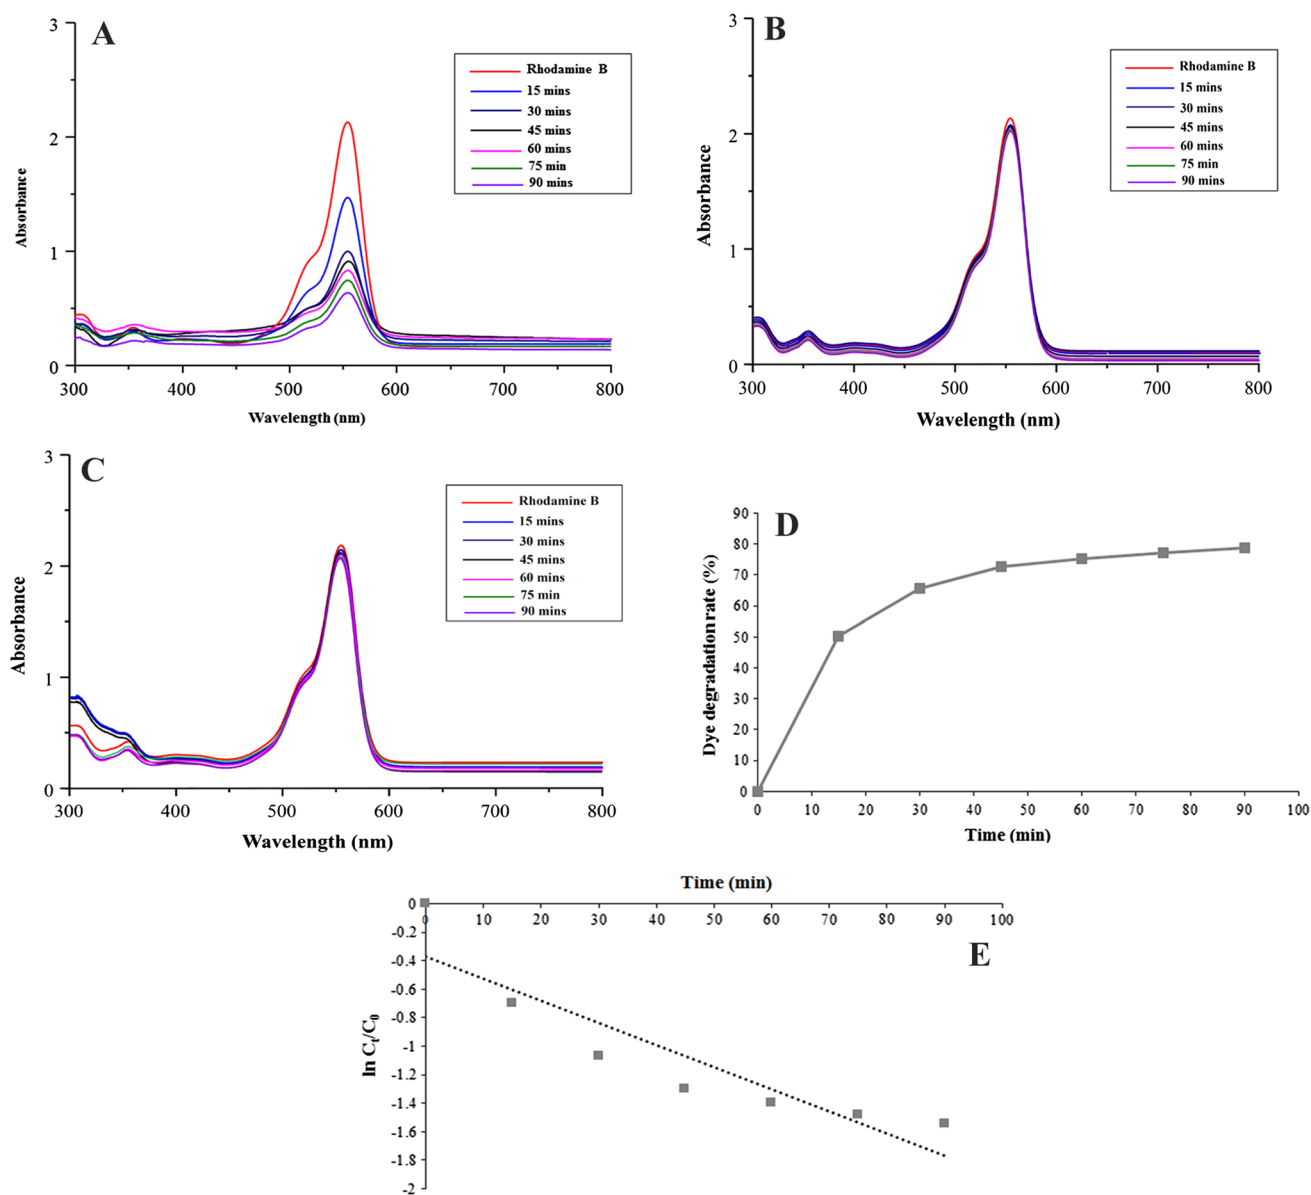 A
3
2
1
0
Absorbance
300
400
500
600
700
800
Wavelength (nm)
Rhodamine B
15 mins
30 mins
45 mins
60 mins
75 min
90 mins
B
3
2
1
0
Absorbance
300
400
500
600
700
800
Wavelength (nm)
Rhodamine B
15 mins
30 mins
45 mins
60 mins
75 min
90 mins
C
3
2
1
0
Absorbance
300
400
500
600
700
800
Wavelength (nm)
Rhodamine B
15 mins
30 mins
45 mins
60 mins
75 min
90 mins
D
90
80
70
60
50
40
30
20
10
0
Dye degradation rate (%)
0
10
20
30
40
50
60
70
80
90
100
Time (min)
Time (min)
0
10
20
30
40
50
60
70
80
90
100
E
0
-0.2
-0.4
-0.6
-0.8
-1
-1.2
-1.4
-1.6
-1.8
-2
ln Ct/C0